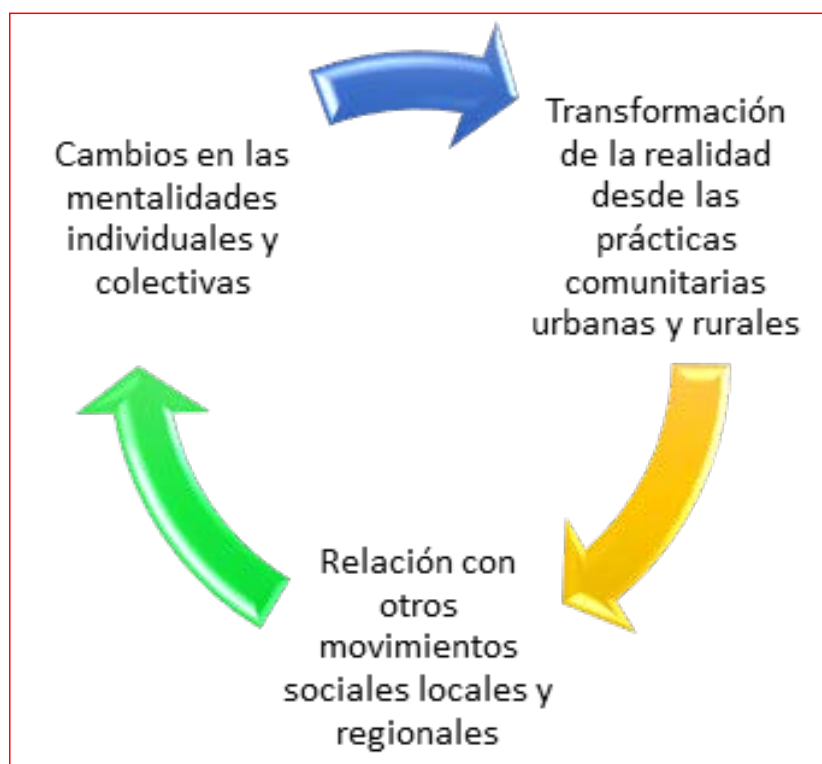 Cambios en las
mentalidades
individuales y
colectivas
Transformación
de la realidad
desde las
prácticas
comunitarias
urbanas y rurales
Relación con
otros
movimientos
sociales locales y
regionales